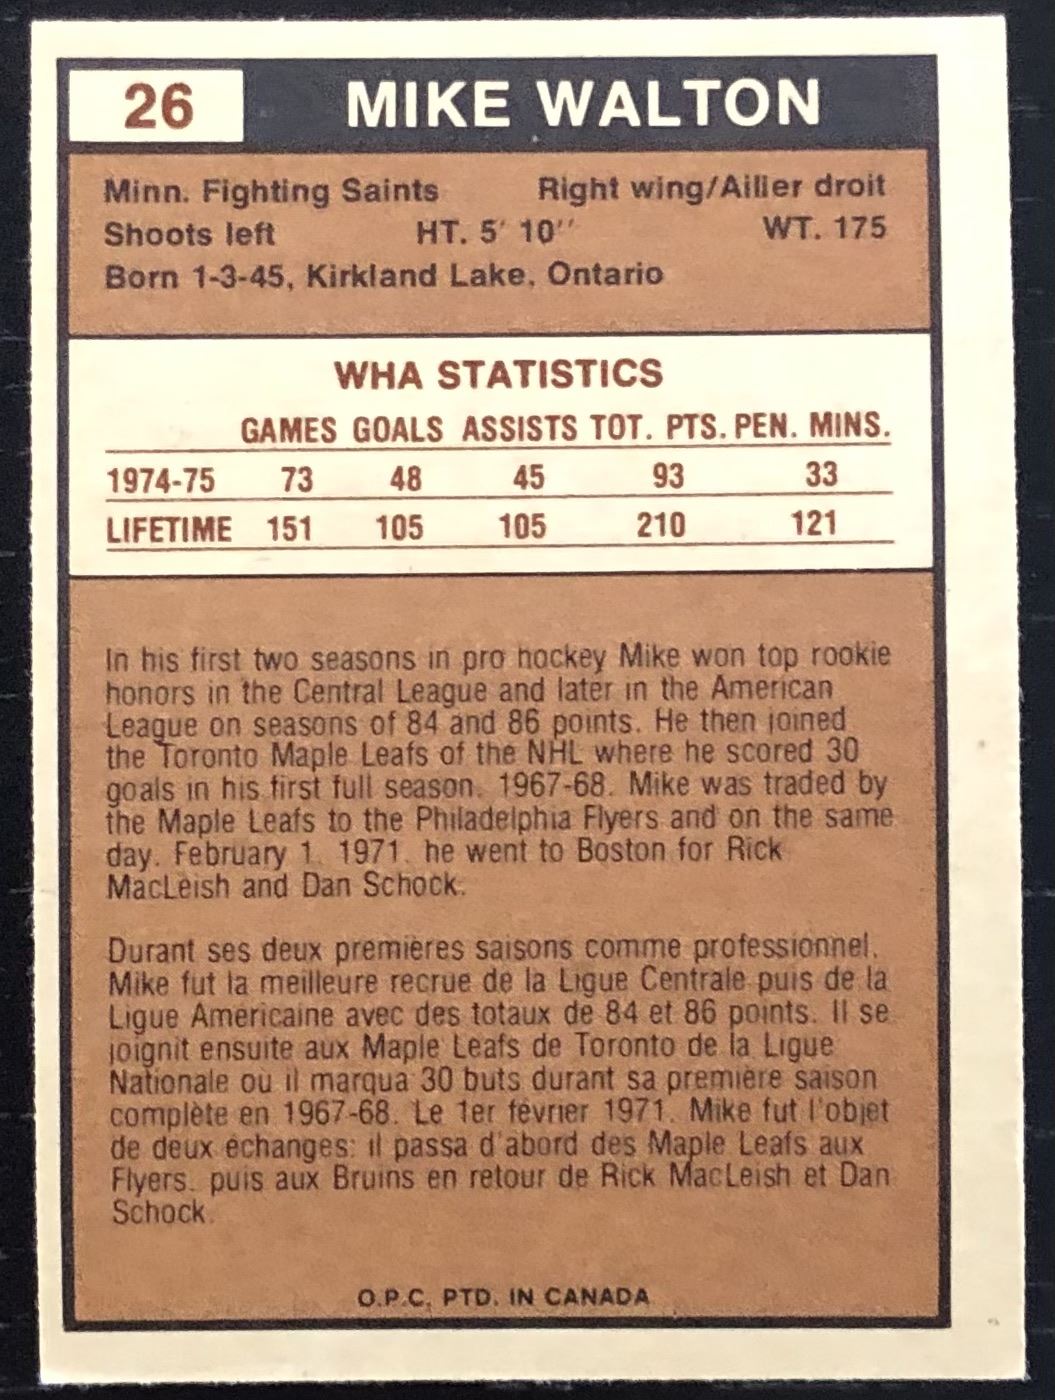 26 MIKE WALTON
Minn. Fighting Saints Right wing/Ailier droit
Shoots left HT. 5' 10'' WT. 175
Born 1-3-45, Kirkland Lake, Ontario
WHA STATISTICS
GAMES GOALS ASSISTS TOT. PTS. PEN. MINS.
1974-75 73 48 45 93 33
LIFETIME 151 105 105 210 121
In his first two seasons in pro hockey Mike won top rookie
honors in the Central League and later in the American
League on seasons of 84 and 86 points. He then joined
the Toronto Maple Leafs of the NHL where he scored 30
goals in his first full season, 1967-68. Mike was traded by
the Maple Leafs to the Philadelphia Flyers and on the same
day, February 1, 1971, he went to Boston for Rick
MacLeish and Dan Schock.
Durant ses deux premières saisons comme professionnel,
Mike fut la meilleure recrue de la Ligue Centrale puis de la
Ligue Américaine avec des totaux de 84 et 86 points. Il se
joignit ensuite aux Maple Leafs de Toronto de la Ligue
Nationale où il marqua 30 buts durant sa première saison
complète en 1967-68. Le 1er février 1971, Mike fut l'objet
de deux échanges: il passa d'abord des Maple Leafs aux
Flyers, puis aux Bruins en retour de Rick MacLeish et Dan
Schock.
O.P.C. PTD. IN CANADA